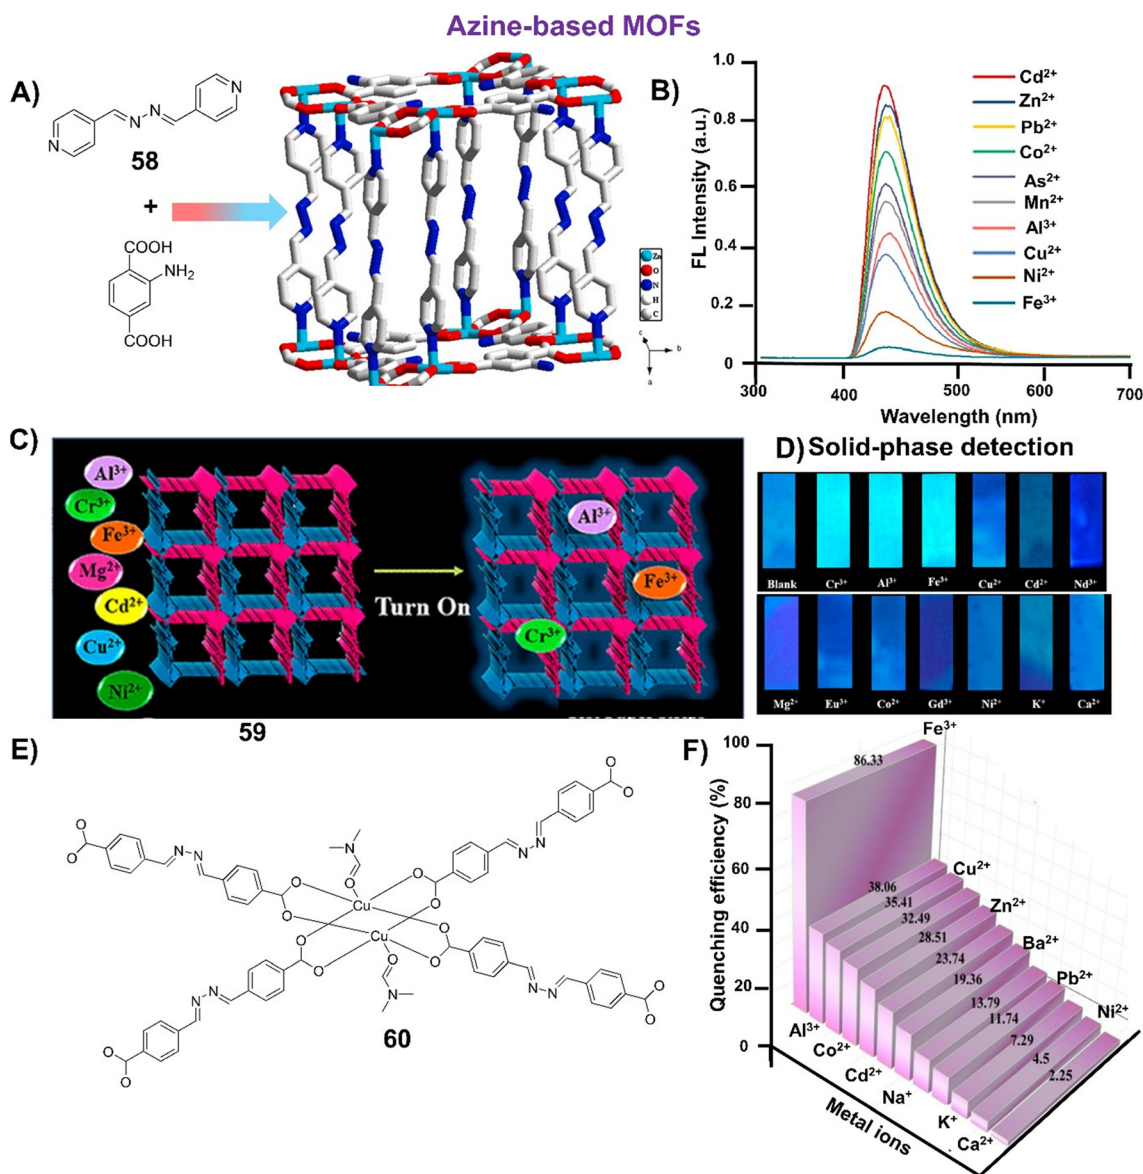 Azine-based MOFs
A)
N
N
N
N
58
+
COOH
NH₂
COOH
Zn
O
N
H
C
c
b
a
B)
FL Intensity (a.u.)
1.0
0.8
0.6
0.4
0.2
0
300
400
500
600
700
Wavelength (nm)
Cd²⁺
Zn²⁺
Pb²⁺
Co²⁺
As²⁺
Mn²⁺
Al³⁺
Cu²⁺
Ni²⁺
Fe³⁺
C)
Al³⁺
Cr³⁺
Fe³⁺
Mg²⁺
Cd²⁺
Cu²⁺
Ni²⁺
Turn On
Al³⁺
Fe³⁺
Cr³⁺
59
D) Solid-phase detection
Blank Cr³⁺ Al³⁺ Fe³⁺ Cu²⁺ Cd²⁺ Nd³⁺
Mg²⁺ Eu³⁺ Co²⁺ Gd³⁺ Ni²⁺ K⁺ Ca²⁺
E)
O
O
N
N
O
O
Cu
O
N
O
O
N
N
O
O
O
O
O
O
Cu
O
N
O
O
N
N
O
O
N
N
O
O
60
F)
Quenching efficiency (%)
100
80
60
40
20
0
Fe³⁺
Cu²⁺
Zn²⁺
Ba²⁺
Pb²⁺
Ni²⁺
86.33
38.06
35.41
32.49
28.51
23.74
19.36
13.79
11.74
7.29
4.5
2.25
Al³⁺
Co²⁺
Cd²⁺
Na⁺
K⁺
Ca²⁺
Metal ions